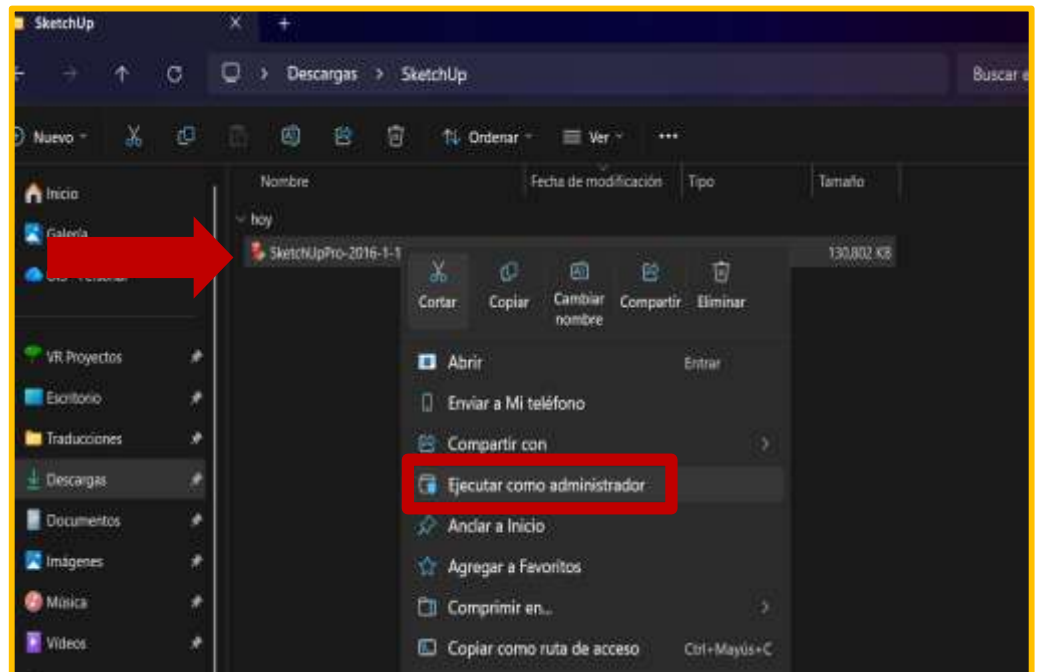 SketchUp
Descargas > SketchUp
Buscar e
Nuevo
Ordenar
Ver
Nombre
Fecha de modificación
Tipo
Tamaño
Inicio
hoy
Galería
SketchUpPro-2016-1-1
130,802 KB
Personal
Cortar
Copiar
Cambiar nombre
Compartir
Eliminar
VR Proyectos
Abrir
Entrar
Escritorio
Enviar a Mi teléfono
Traducciones
Compartir con
Descargas
Ejecutar como administrador
Documentos
Anclar a Inicio
Imágenes
Agregar a Favoritos
Música
Comprimir en...
Vídeos
Copiar como ruta de acceso
Ctrl+Mayús+C